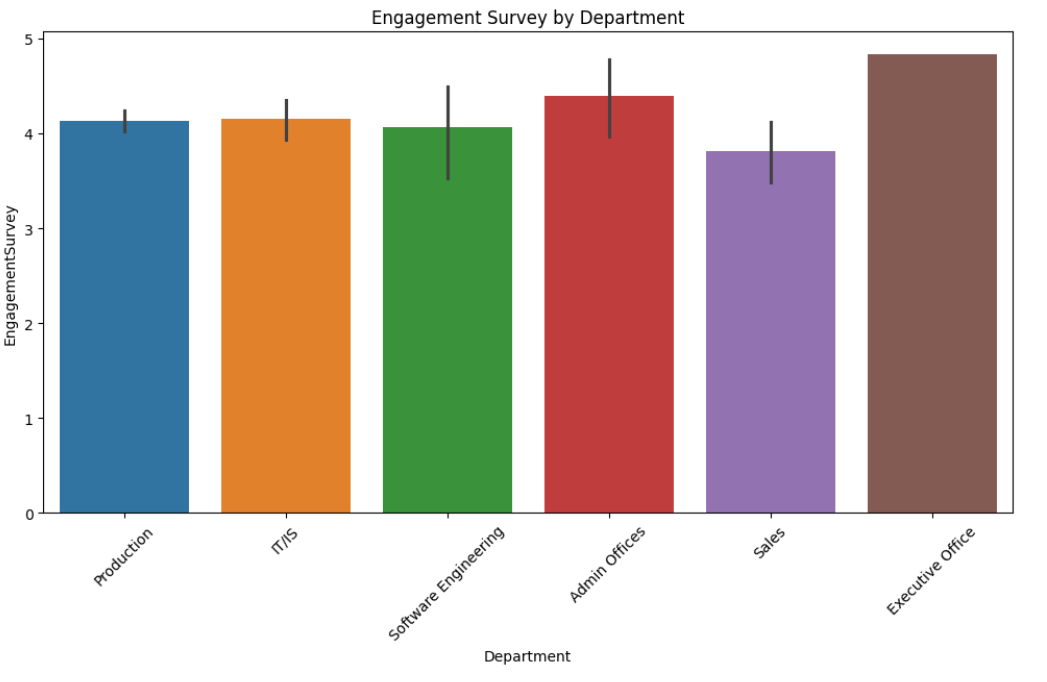 Engagement Survey by Department
EngagementSurvey
5
4
3
2
1
0
Production
IT/IS
Software Engineering
Admin Offices
Sales
Executive Office
Department